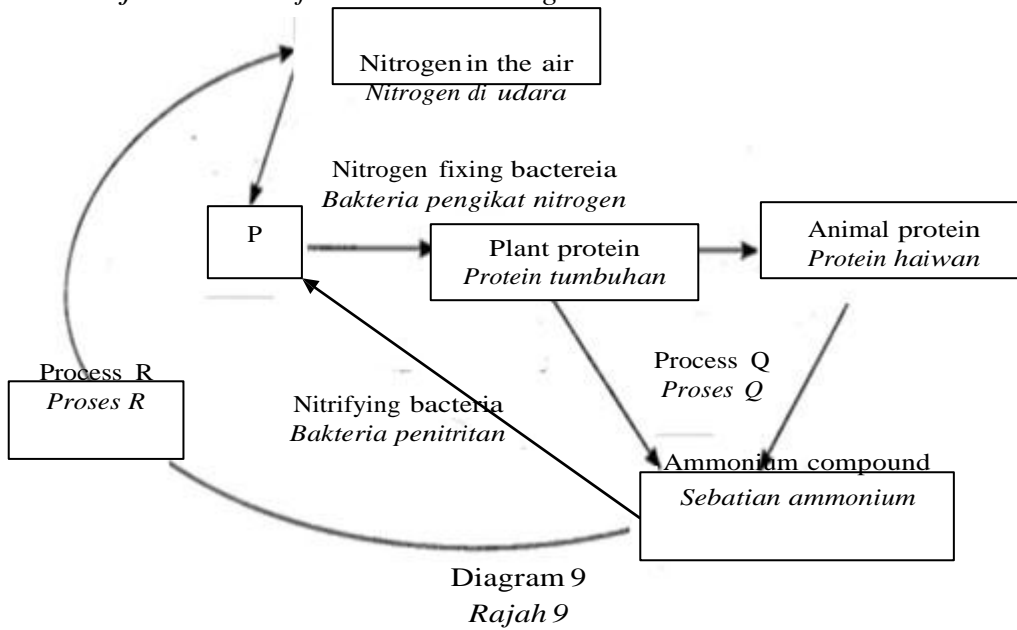 Nitrogen in the air
Nitrogen di udara
Nitrogen fixing bactereia
Bakteria pengikat nitrogen
P
Plant protein
Protein tumbuhan
Animal protein
Protein haiwan
Process R
Proses R
Process Q
Proses Q
Nitrifying bacteria
Bakteria penitritan
Ammonium compound
Sebatian ammonium
Diagram 9
Rajah 9